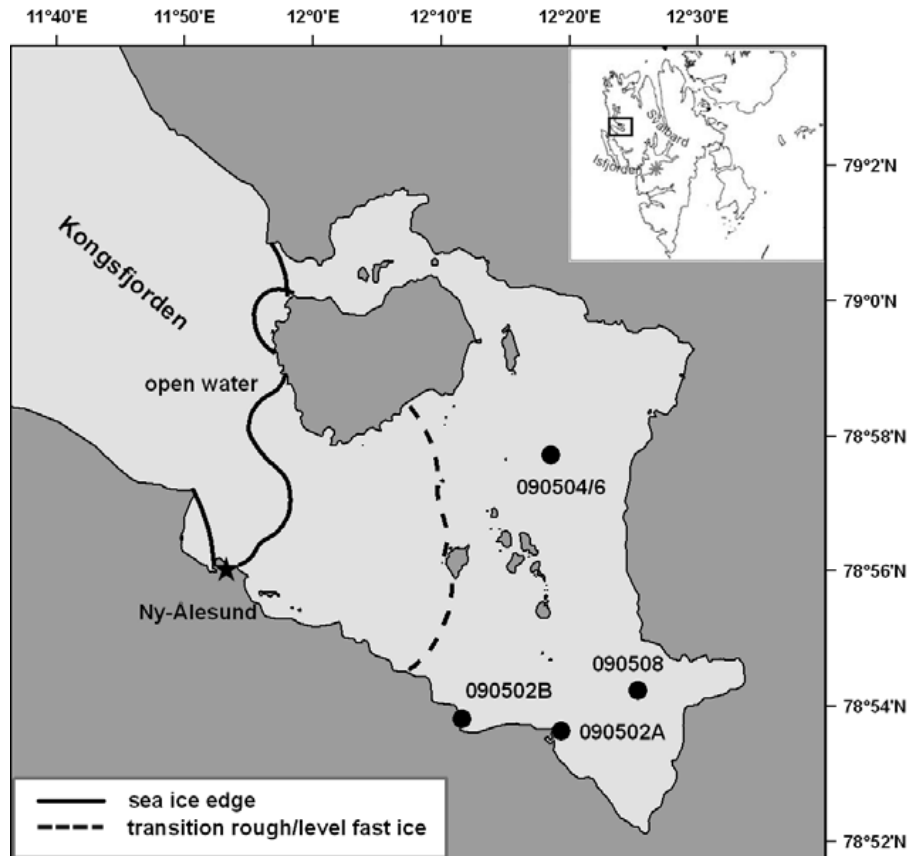 11°40'E 11°50'E 12°0'E 12°10'E 12°20'E 12°30'E
Svalbard
Isfjorden
79°2'N
Kongsfjorden
79°0'N
open water
78°58'N
090504/6
78°56'N
Ny-Ålesund
090508
090502B
78°54'N
090502A
sea ice edge
transition rough/level fast ice
78°52'N